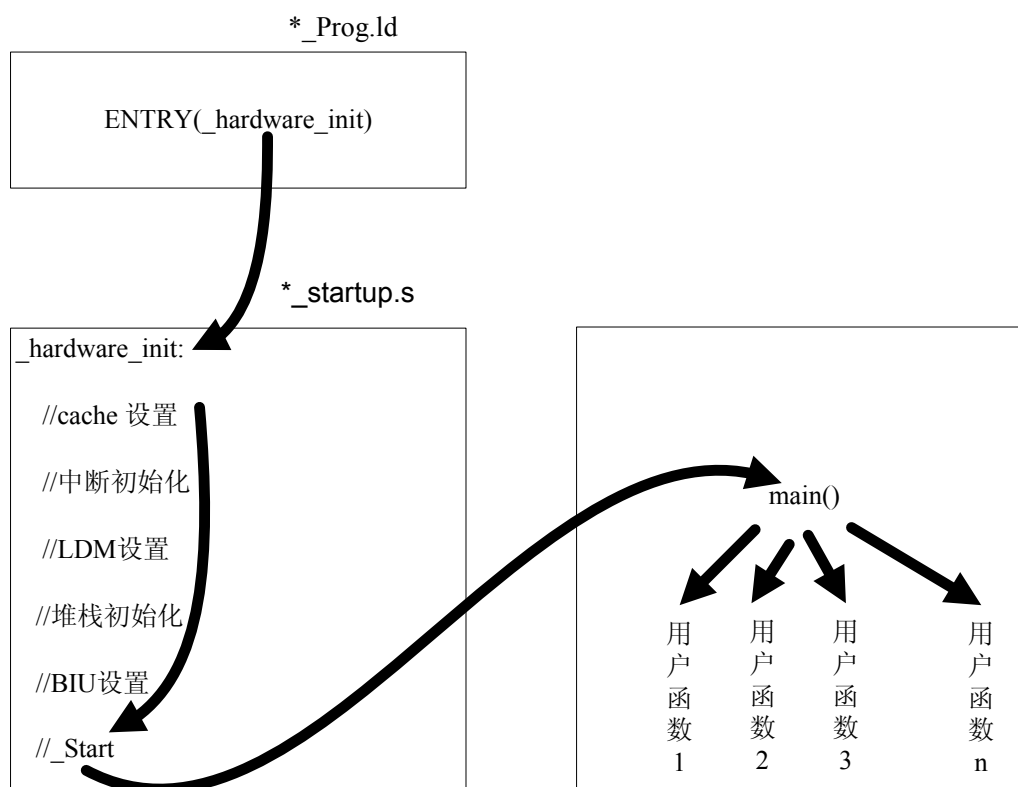 *_Prog.ld
ENTRY(_hardware_init)
*_startup.s
_hardware_init:
//cache 设置
//中断初始化
//LDM设置
//堆栈初始化
//BIU设置
//_Start
main()
用户函数1
用户函数2
用户函数3
用户函数n